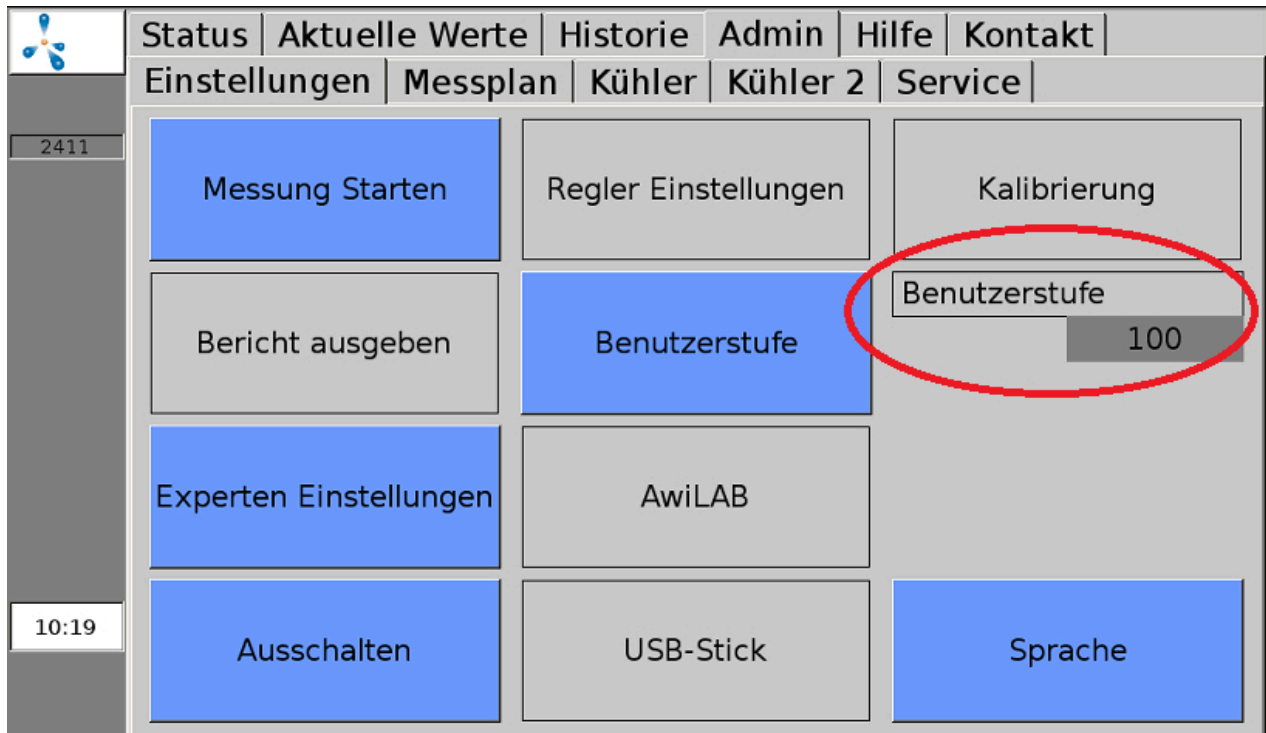 Status Aktuelle Werte Historie Admin Hilfe Kontakt
Einstellungen Messplan Kühler Kühler 2 Service
2411
Messung Starten Regler Einstellungen Kalibrierung
Bericht ausgeben Benutzerstufe Benutzerstufe
100
Experten Einstellungen AwiLAB
10:19
Ausschalten USB-Stick Sprache